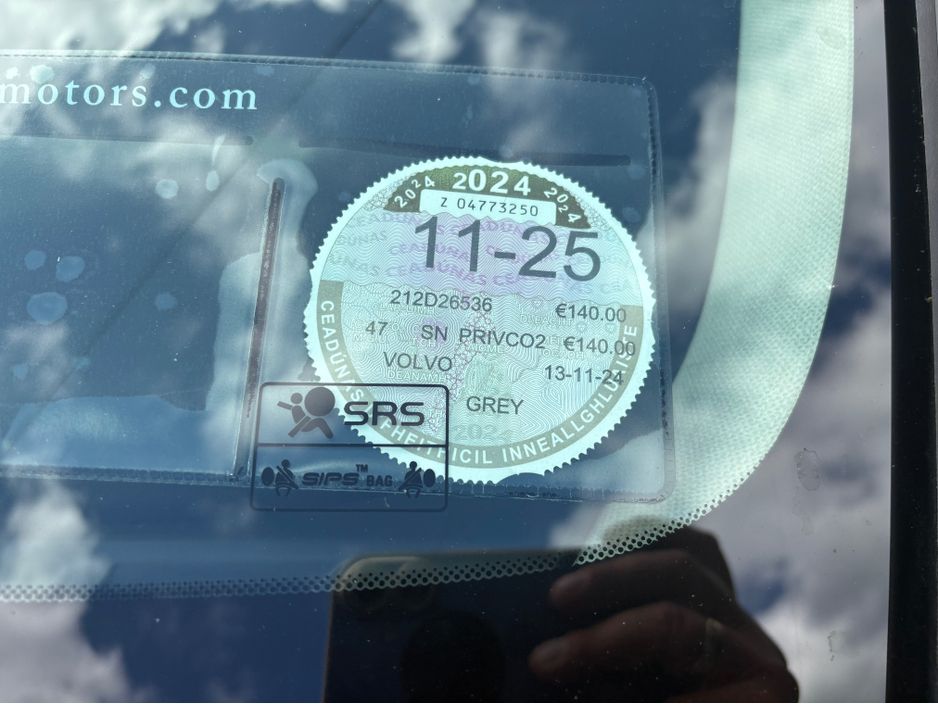 motors.com
2024 2024 2024
Z 04773250
11-25
212D26536 €140.00
47 SN PRIVCO2 €140.00
VOLVO 13-11-24
GREY
SRS
SIPS™ BAG